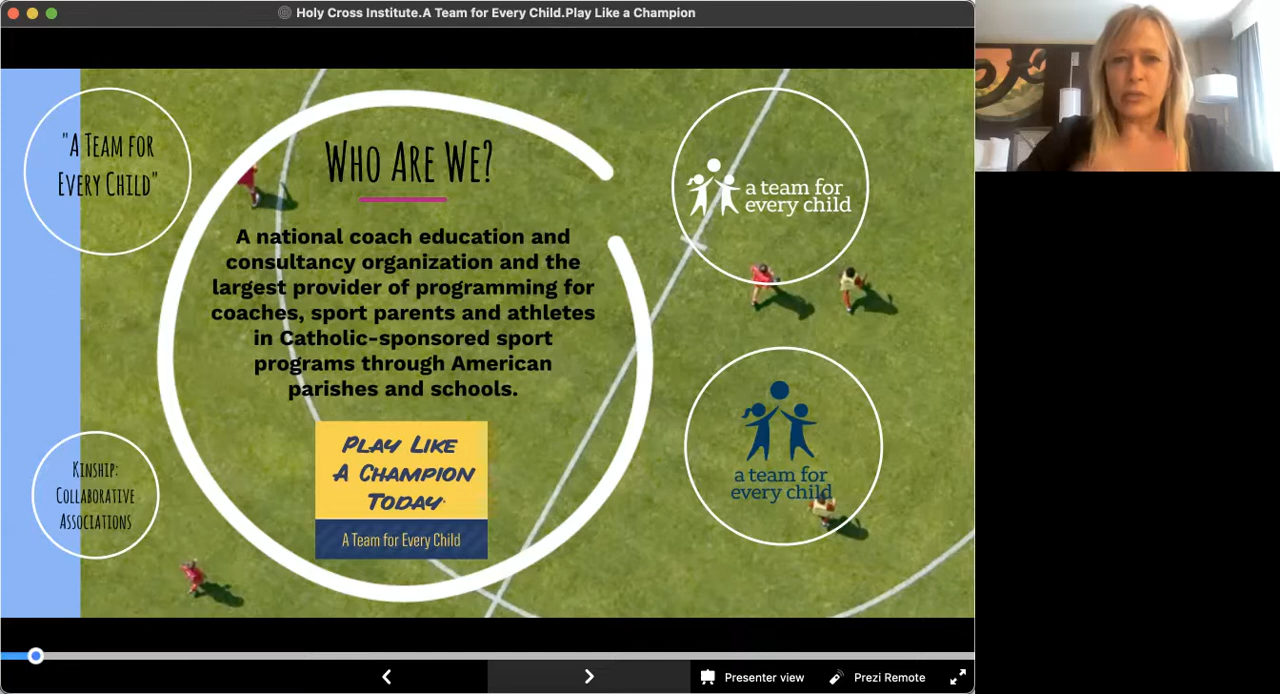 Holy Cross Institute.A Team for Every Child.Play Like a Champion
"A Team for
Every Child"
Who Are We?
A national coach education and
consultancy organization and the
largest provider of programming for
coaches, sport parents and athletes
in Catholic-sponsored sport
programs through American
parishes and schools.
Play Like
A Champion
Today
A Team for Every Child
a team for
every child
a team for
every child
Kinship:
Collaborative
Associations
Presenter view
Prezi Remote